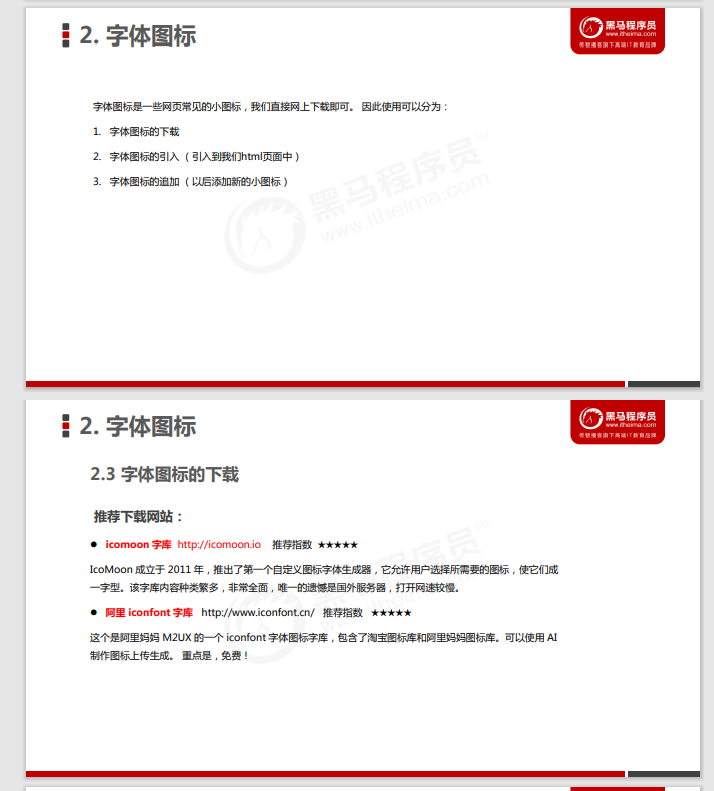 2. 字体图标
黑马程序员
www.itheima.com
传智播客旗下高端IT教育品牌
字体图标是一些网页常见的小图标，我们直接网上下载即可。 因此使用可以分为：
1. 字体图标的下载
2. 字体图标的引入 （ 引入到我们html页面中 ）
3. 字体图标的追加 （ 以后添加新的小图标 ）
黑马程序员™
www.itheima.com
2. 字体图标
黑马程序员
www.itheima.com
传智播客旗下高端IT教育品牌
2.3 字体图标的下载
推荐下载网站：
● icomoon 字库 http://icomoon.io 推荐指数 ★★★★★
IcoMoon 成立于 2011 年，推出了第一个自定义图标字体生成器，它允许用户选择所需要的图标，使它们成
一字型。该字库内容种类繁多，非常全面，唯一的遗憾是国外服务器，打开网速较慢。
● 阿里 iconfont 字库 http://www.iconfont.cn/ 推荐指数 ★★★★★
这个是阿里妈妈 M2UX 的一个 iconfont 字体图标字库，包含了淘宝图标库和阿里妈妈图标库。可以使用 AI
制作图标上传生成。 重点是，免费！